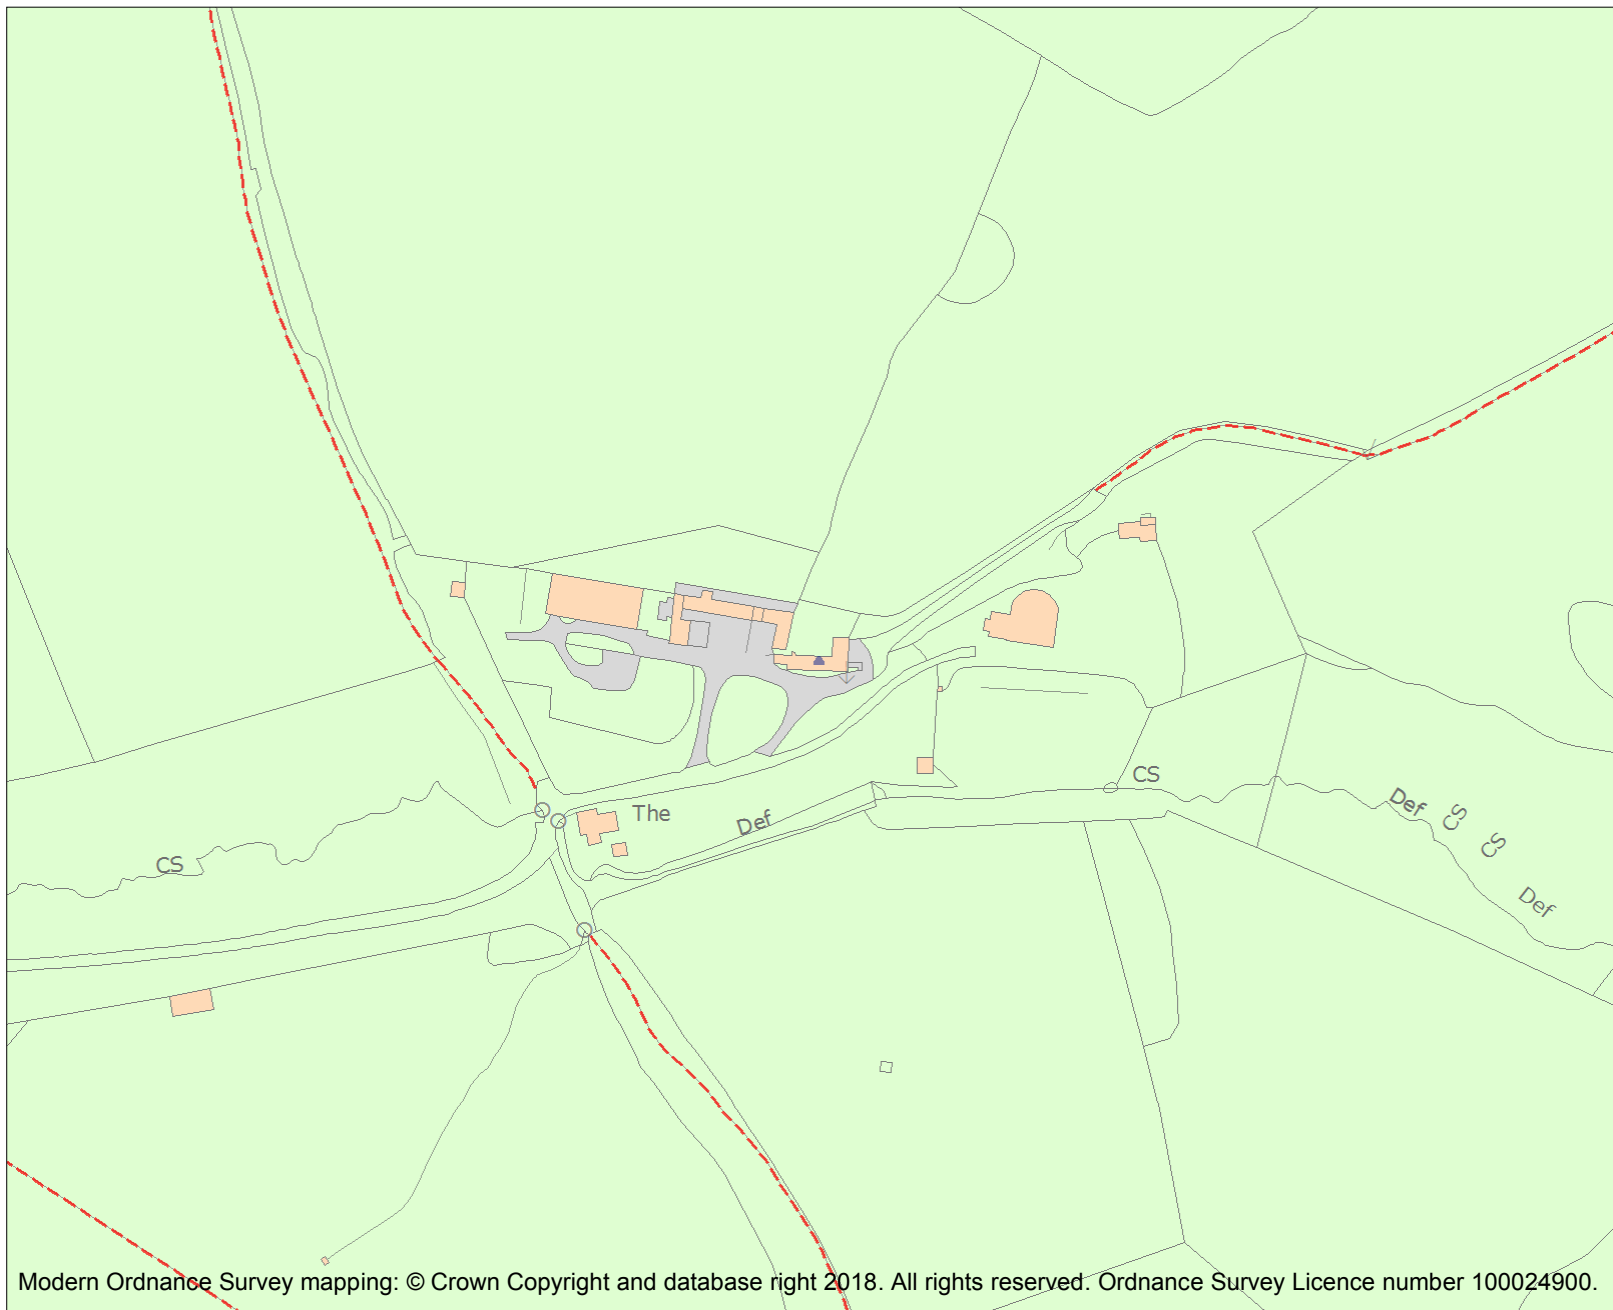 CS
The
Def
CS
Def
CS
CS
Def
Modern Ordnance Survey mapping: © Crown Copyright and database right 2018. All rights reserved. Ordnance Survey Licence number 100024900.